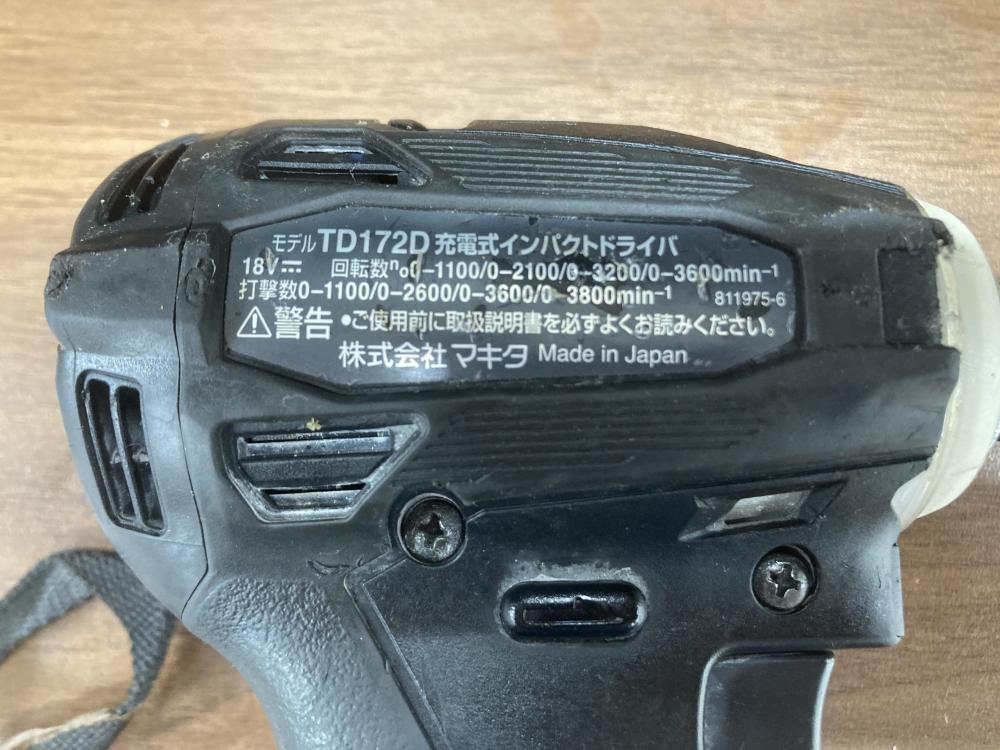 モデル TD172D 充電式インパクトドライバ
18V⎓ 回転数n₀0-1100/0-2100/0-3200/0-3600min⁻¹
打撃数0-1100/0-2600/0-3600/0-3800min⁻¹ 811975-6
⚠警告 •ご使用前に取扱説明書を必ずよくお読みください。
株式会社 マキタ Made in Japan